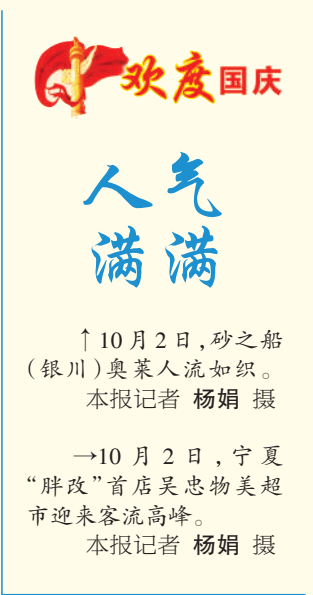 欢度国庆
人气
满满
↑10月2日,砂之船
(银川)奥莱人流如织。
本报记者 杨娟 摄
→10月2日,宁夏
“胖改”首店吴忠物美超
市迎来客流高峰。
本报记者 杨娟 摄